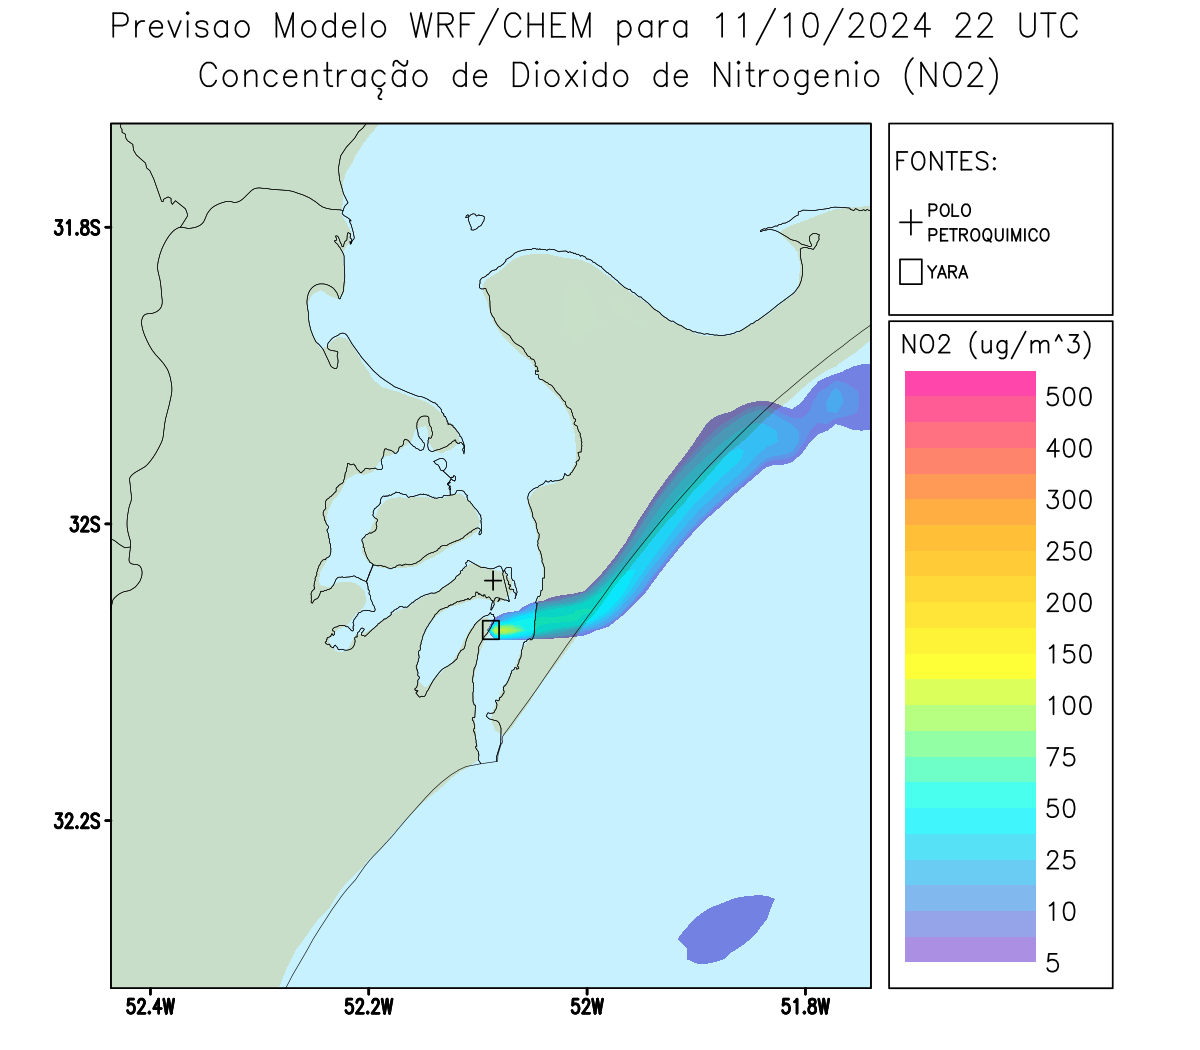 Previsao Modelo WRF/CHEM para 11/10/2024 22 UTC
Concentração de Dioxido de Nitrogenio (NO2)
FONTES:
POLO
PETROQUIMICO
YARA
31.8S
32S
32.2S
52.4W
52.2W
52W
51.8W
NO2 (ug/m^3)
500
400
300
250
200
150
100
75
50
25
10
5